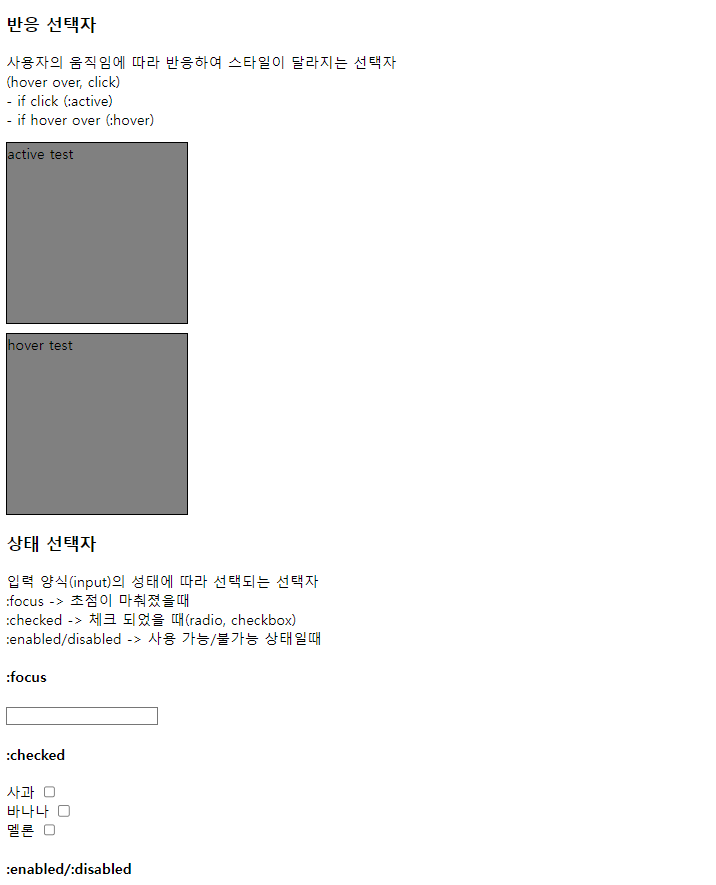 반응 선택자
사용자의 움직임에 따라 반응하여 스타일이 달라지는 선택자
(hover over, click)
- if click (:active)
- if hover over (:hover)
active test
hover test
상태 선택자
입력 양식(input)의 성태에 따라 선택되는 선택자
:focus -> 초점이 마춰졌을때
:checked -> 체크 되었을 때(radio, checkbox)
:enabled/disabled -> 사용 가능/불가능 상태일때
:focus
:checked
사과
바나나
멜론
:enabled/:disabled